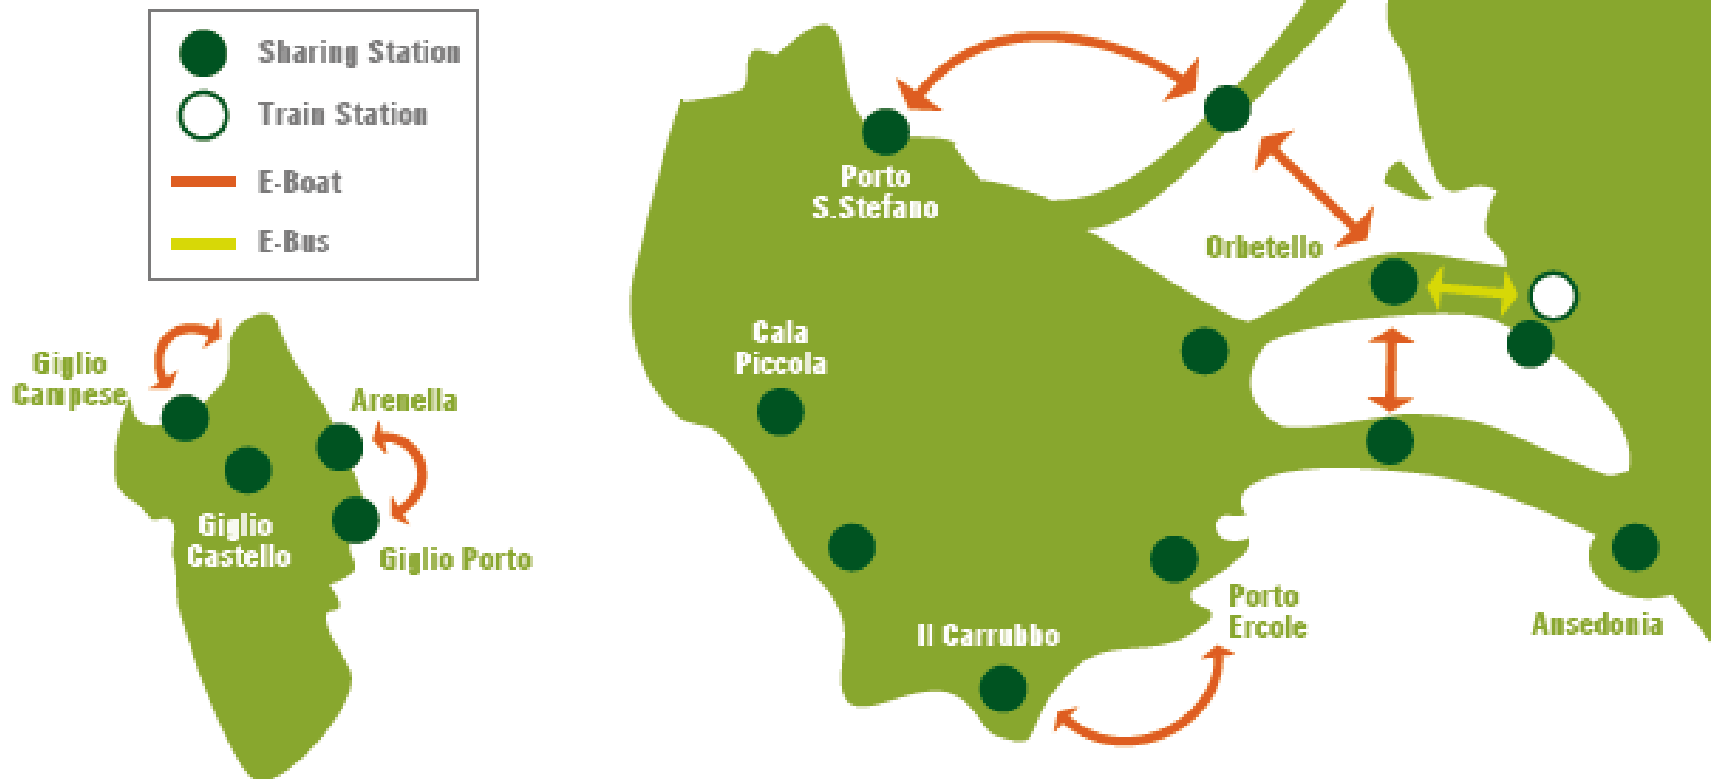 Sharing Station
Train Station
E-Boat
E-Bus
Porto
S.Stefano
Orbetello
Cala
Piccola
Giglio
Campese
Arenella
Giglio
Castello
Giglio Porto
Il Carrubbo
Porto
Ercole
Ansedonia